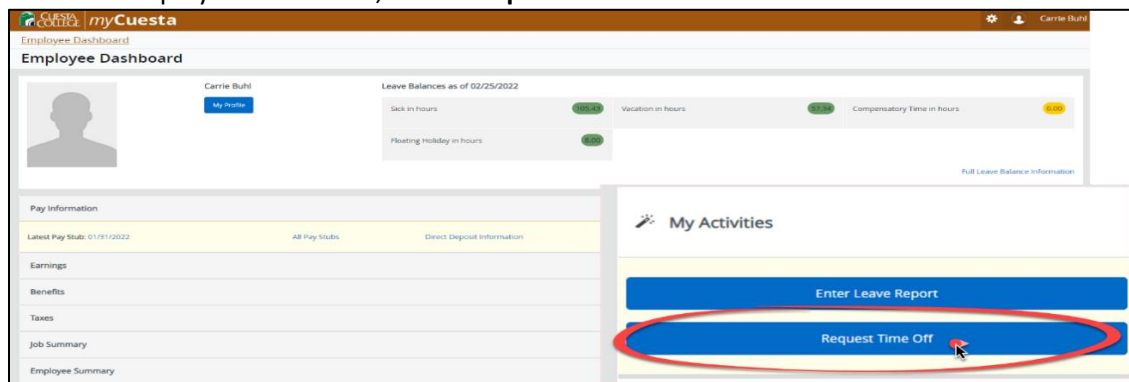 CUESTA COLLEGE myCuesta Carrie Buhl
Employee Dashboard
Employee Dashboard
Carrie Buhl
My Profile
Leave Balances as of 02/25/2022
Sick in hours 105.43 Vacation in hours 57.34 Compensatory Time in hours 0.00
Floating Holiday in hours 8.00
Full Leave Balance Information
Pay Information
Latest Pay Stub: 01/31/2022 All Pay Stubs Direct Deposit Information
Earnings
Benefits
Taxes
Job Summary
Employee Summary
My Activities
Enter Leave Report
Request Time Off